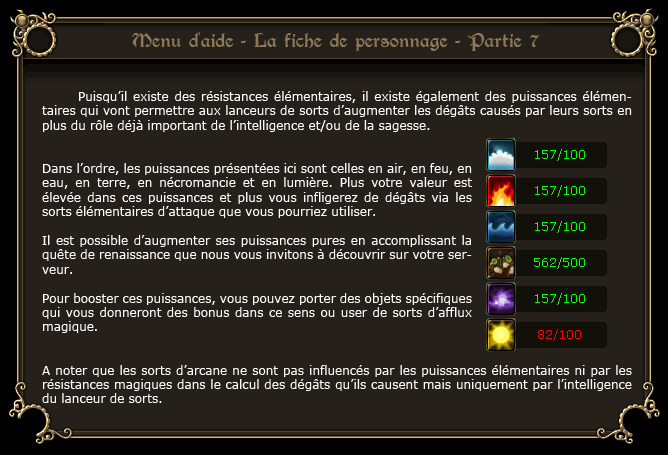 Menu d'aide - La fiche de personnage - Partie 7
Puisqu'il existe des résistances élémentaires, il existe également des puissances élémen-
taires qui vont permettre aux lanceurs de sorts d'augmenter les dégâts causés par leurs sorts en
plus du rôle déjà important de l'intelligence et/ou de la sagesse.
Dans l'ordre, les puissances présentées ici sont celles en air, en feu, en
eau, en terre, en nécromancie et en lumière. Plus votre valeur est
élevée dans ces puissances et plus vous infligerez de dégâts via les
sorts élémentaires d'attaque que vous pourriez utiliser.
Il est possible d'augmenter ses puissances pures en accomplissant la
quête de renaissance que nous vous invitons à découvrir sur votre ser-
veur.
Pour booster ces puissances, vous pouvez porter des objets spécifiques
qui vous donneront des bonus dans ce sens ou user de sorts d'afflux
magique.
157/100
157/100
157/100
562/500
157/100
82/100
A noter que les sorts d'arcane ne sont pas influencés par les puissances élémentaires ni par les
résistances magiques dans le calcul des dégâts qu'ils causent mais uniquement par l'intelligence
du lanceur de sorts.